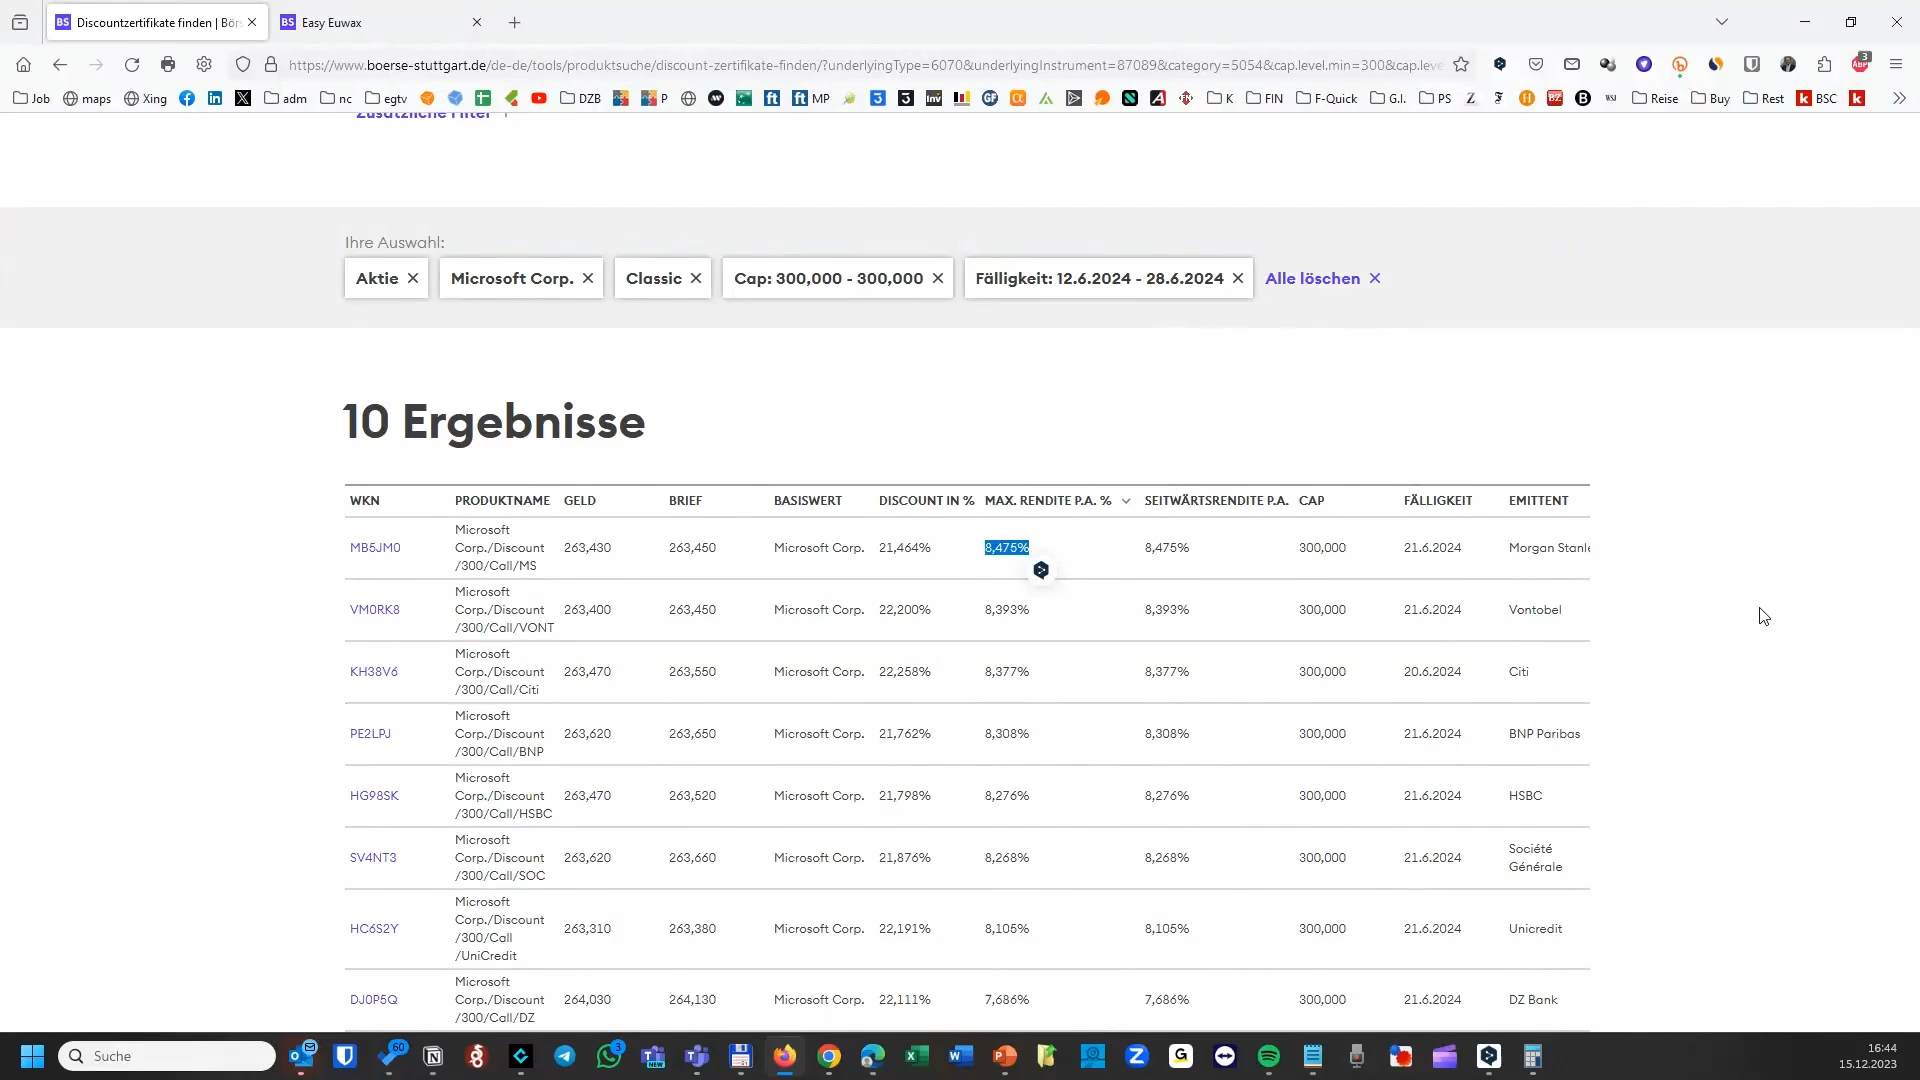 Discountzertifikate finden | Börs
Easy Euwax
https://www.boerse-stuttgart.de/de-de/tools/produktsuche/discount-zertifikate-finden/?underlyingType=6070&underlyingInstrument=87089&category=5054&cap.level.min=300&cap.leve
3
Job maps Xing adm nc egtv DZB P MP K FIN F-Quick G.I. PS Reise Buy Rest BSC
Zusätzliche Filter +
Ihre Auswahl:
Aktie × Microsoft Corp. × Classic × Cap: 300,000 - 300,000 × Fälligkeit: 12.6.2024 - 28.6.2024 × Alle löschen ×
10 Ergebnisse
WKN PRODUKTNAME GELD BRIEF BASISWERT DISCOUNT IN % MAX. RENDITE P.A. % SEITWÄRTSRENDITE P.A. CAP FÄLLIGKEIT EMITTENT
MB5JM0 Microsoft Corp./Discount /300/Call/MS 263,430 263,450 Microsoft Corp. 21,464% 8,475% 8,475% 300,000 21.6.2024 Morgan Stanle
VM0RK8 Microsoft Corp./Discount /300/Call/VONT 263,400 263,450 Microsoft Corp. 22,200% 8,393% 8,393% 300,000 21.6.2024 Vontobel
KH38V6 Microsoft Corp./Discount /300/Call/Citi 263,470 263,550 Microsoft Corp. 22,258% 8,377% 8,377% 300,000 20.6.2024 Citi
PE2LPJ Microsoft Corp./Discount /300/Call/BNP 263,620 263,650 Microsoft Corp. 21,762% 8,308% 8,308% 300,000 21.6.2024 BNP Paribas
HG98SK Microsoft Corp./Discount /300/Call/HSBC 263,470 263,520 Microsoft Corp. 21,798% 8,276% 8,276% 300,000 21.6.2024 HSBC
SV4NT3 Microsoft Corp./Discount /300/Call/SOC 263,620 263,660 Microsoft Corp. 21,876% 8,268% 8,268% 300,000 21.6.2024 Société Générale
HC6S2Y Microsoft Corp./Discount /300/Call /UniCredit 263,310 263,380 Microsoft Corp. 22,191% 8,105% 8,105% 300,000 21.6.2024 Unicredit
DJ0P5Q Microsoft Corp./Discount /300/Call/DZ 264,030 264,130 Microsoft Corp. 22,111% 7,686% 7,686% 300,000 21.6.2024 DZ Bank
Suche
60
3
16:44
15.12.2023